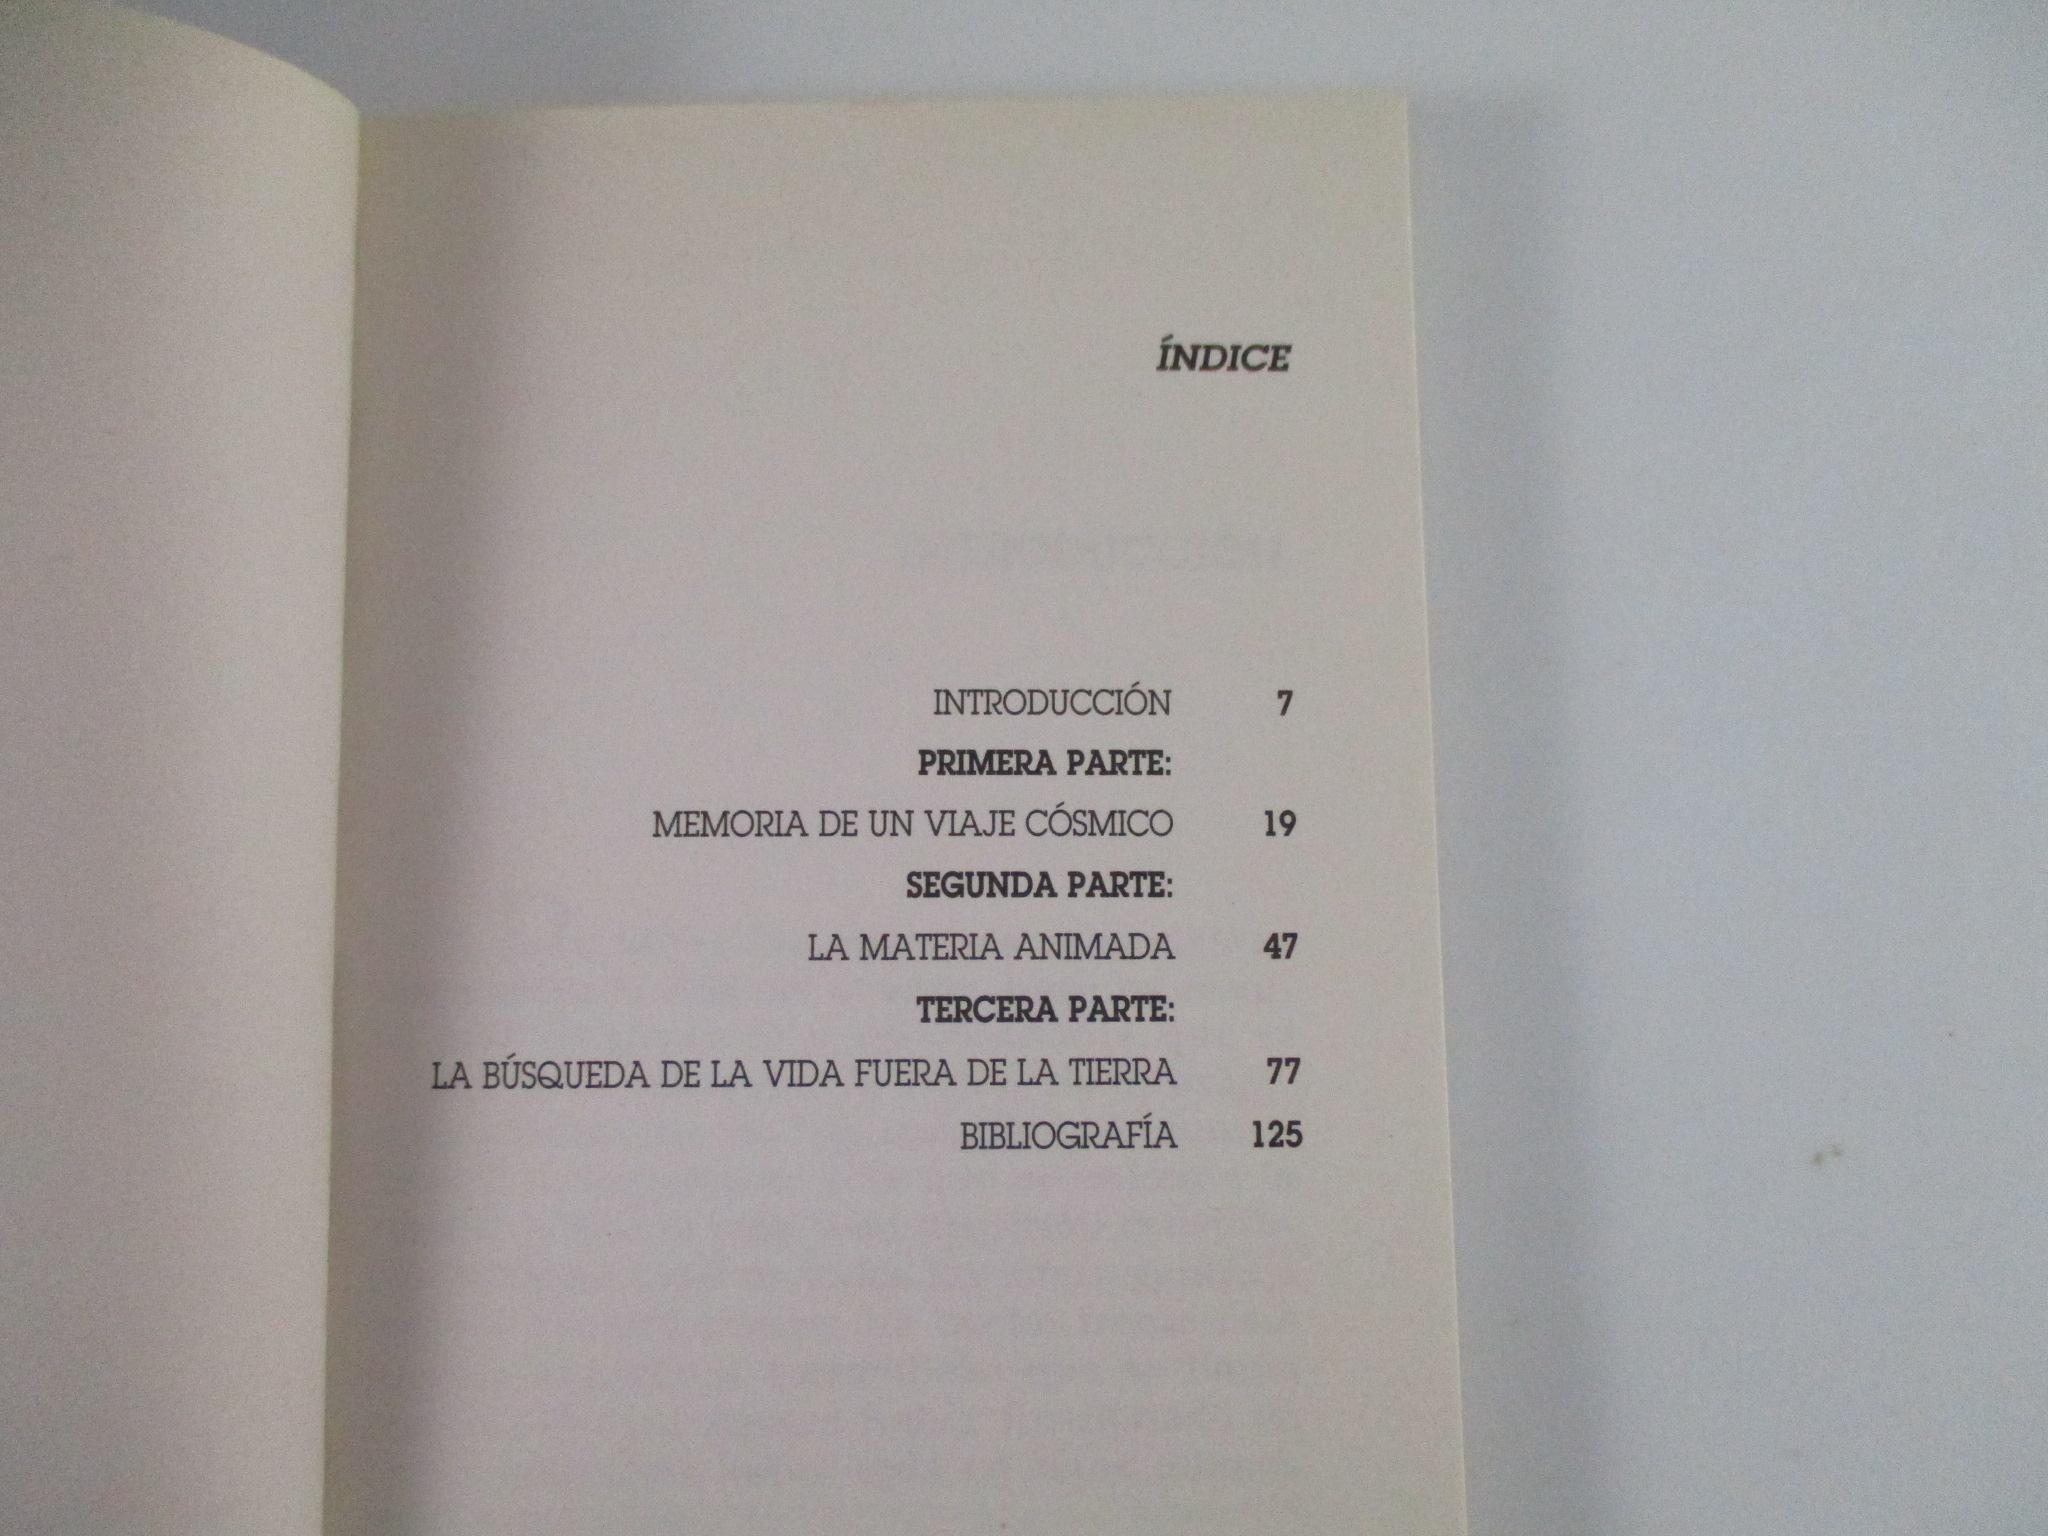 ÍNDICE
INTRODUCCIÓN 7
PRIMERA PARTE:
MEMORIA DE UN VIAJE CÓSMICO 19
SEGUNDA PARTE:
LA MATERIA ANIMADA 47
TERCERA PARTE:
LA BÚSQUEDA DE LA VIDA FUERA DE LA TIERRA 77
BIBLIOGRAFÍA 125